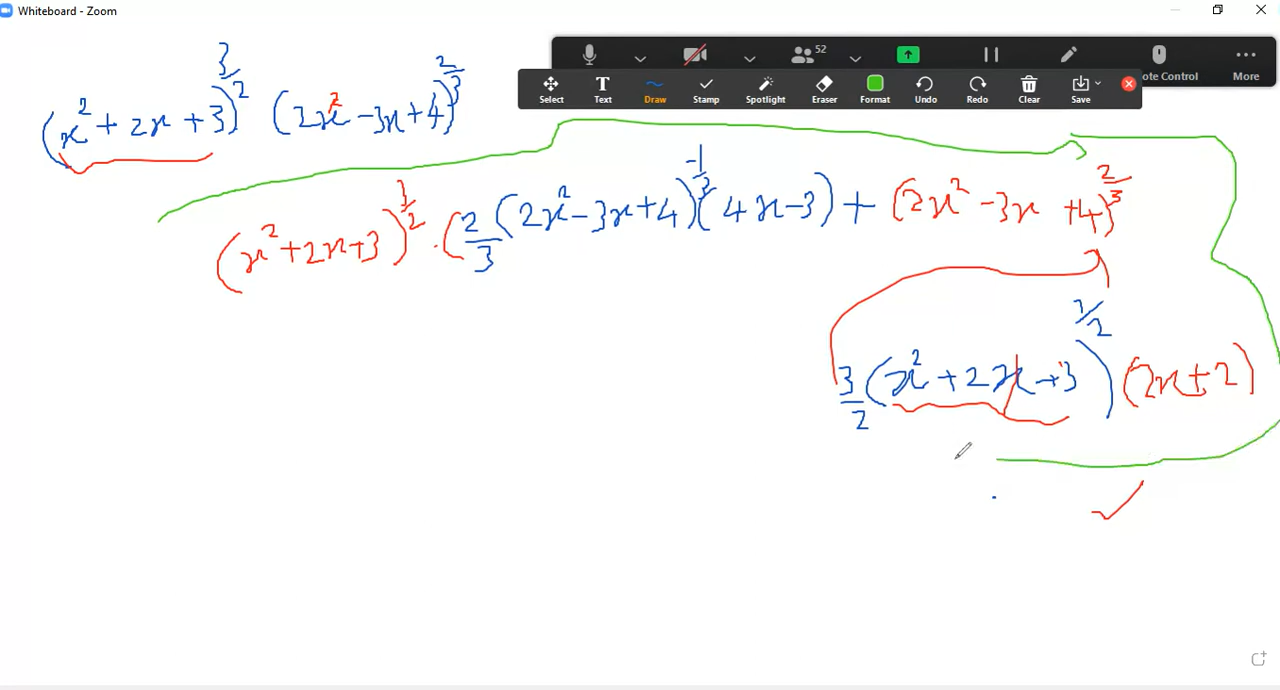 Whiteboard - Zoom
52
ote Control
More
Select
Text
Draw
Stamp
Spotlight
Eraser
Format
Undo
Redo
Clear
Save
(x² + 2x + 3)^{3/2} (2x² - 3x + 4)^{2/3}
(x² + 2x + 3)^{3/2} · (2/3 (2x² - 3x + 4)^{-1/3} (4x - 3) + (2x² - 3x + 4)^{2/3}
3/2 (x² + 2x + 3)^{1/2} (2x + 2)